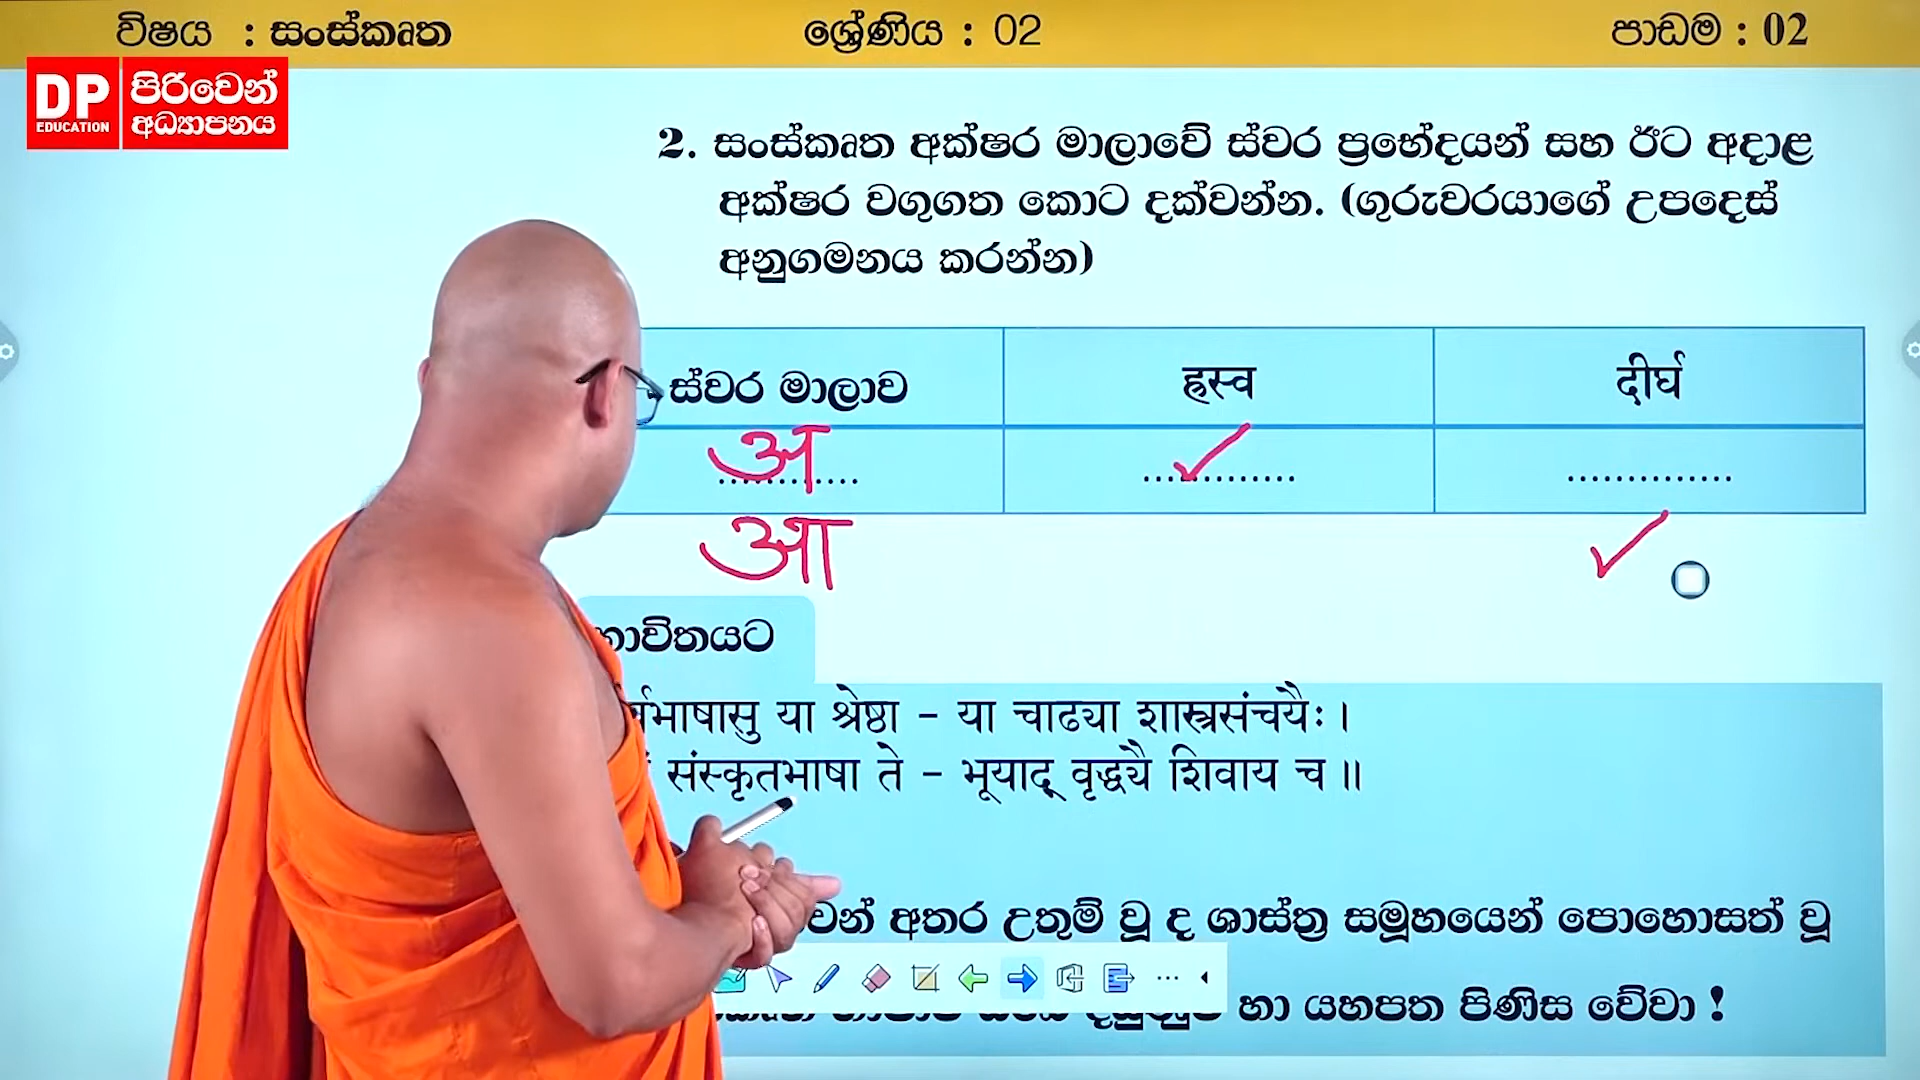 විෂය : සංස්කෘත ශ්‍රේණිය : 02 පාඩම : 02
DP EDUCATION පිරිවෙන් අධ්‍යාපනය
2. සංස්කෘත අක්ෂර මාලාවේ ස්වර ප්‍රභේදයන් සහ ඊට අදාළ
අක්ෂර වගුගත කොට දක්වන්න. (ගුරුවරයාගේ උපදෙස්
අනුගමනය කරන්න)
ස්වර මාලාව ह्रस्व दीर्घ
अ ✓
आ ✓
භාවිතයට
या श्रेष्ठा - या चाढ्या शास्त्रसंचयैः ।
संस्कृतभाषा ते - भूयाद् वृद्ध्यै शिवाय च ॥
අතර උතුම් වූ ද ශාස්ත්‍ර සමූහයෙන් පොහොසත් වූ
හා යහපත පිණිස වේවා !